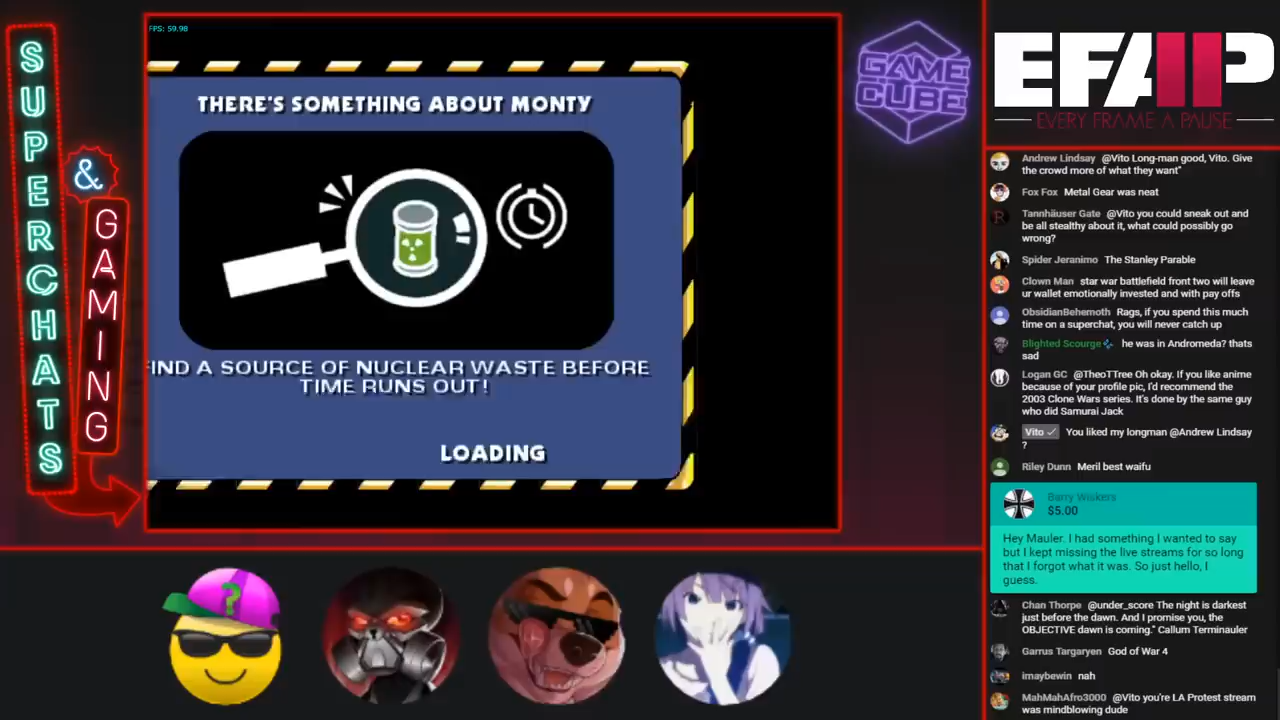 SUPERCHATS
&
GAMING
FPS: 59.98
THERE'S SOMETHING ABOUT MONTY
IND A SOURCE OF NUCLEAR WASTE BEFORE
TIME RUNS OUT!
LOADING
GAME
CUBE
?
EFAP
EVERY FRAME A PAUSE
Andrew Lindsay @Vito Long-man good, Vito. Give
the crowd more of what they want"
Fox Fox Metal Gear was neat
Tannhäuser Gate @Vito you could sneak out and
be all stealthy about it, what could possibly go
wrong?
Spider Jeranimo The Stanley Parable
Clown Man star war battlefield front two will leave
ur wallet emotionally invested and with pay offs
ObsidianBehemoth Rags, if you spend this much
time on a superchat, you will never catch up
Blighted Scourge he was in Andromeda? thats
sad
Logan GC @TheoTTree Oh okay. If you like anime
because of your profile pic, I'd recommend the
2003 Clone Wars series. It's done by the same guy
who did Samurai Jack
Vito ✓ You liked my longman @Andrew Lindsay
?
Riley Dunn Meril best waifu
Barry Wiskers
$5.00
Hey Mauler. I had something I wanted to say
but I kept missing the live streams for so long
that I forgot what it was. So just hello, I
guess.
Chan Thorpe @under_score The night is darkest
just before the dawn. And I promise you, the
OBJECTIVE dawn is coming." Callum Terminauler
Garrus Targaryen God of War 4
imaybewin nah
MahMahAfro3000 @Vito you're LA Protest stream
was mindblowing dude